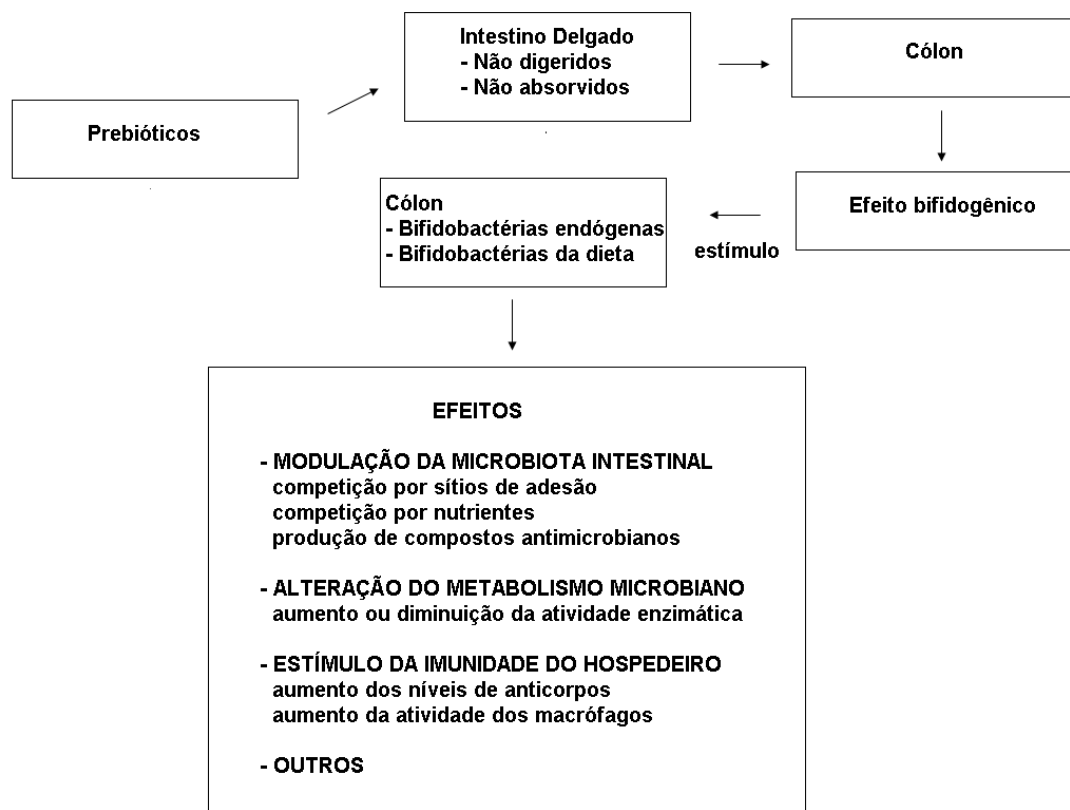 Prebióticos
Intestino Delgado
- Não digeridos
- Não absorvidos
Cólon
Efeito bifidogênico
estímulo
Cólon
- Bifidobactérias endógenas
- Bifidobactérias da dieta
EFEITOS
- MODULAÇÃO DA MICROBIOTA INTESTINAL
competição por sítios de adesão
competição por nutrientes
produção de compostos antimicrobianos
- ALTERAÇÃO DO METABOLISMO MICROBIANO
aumento ou diminuição da atividade enzimática
- ESTÍMULO DA IMUNIDADE DO HOSPEDEIRO
aumento dos níveis de anticorpos
aumento da atividade dos macrófagos
- OUTROS